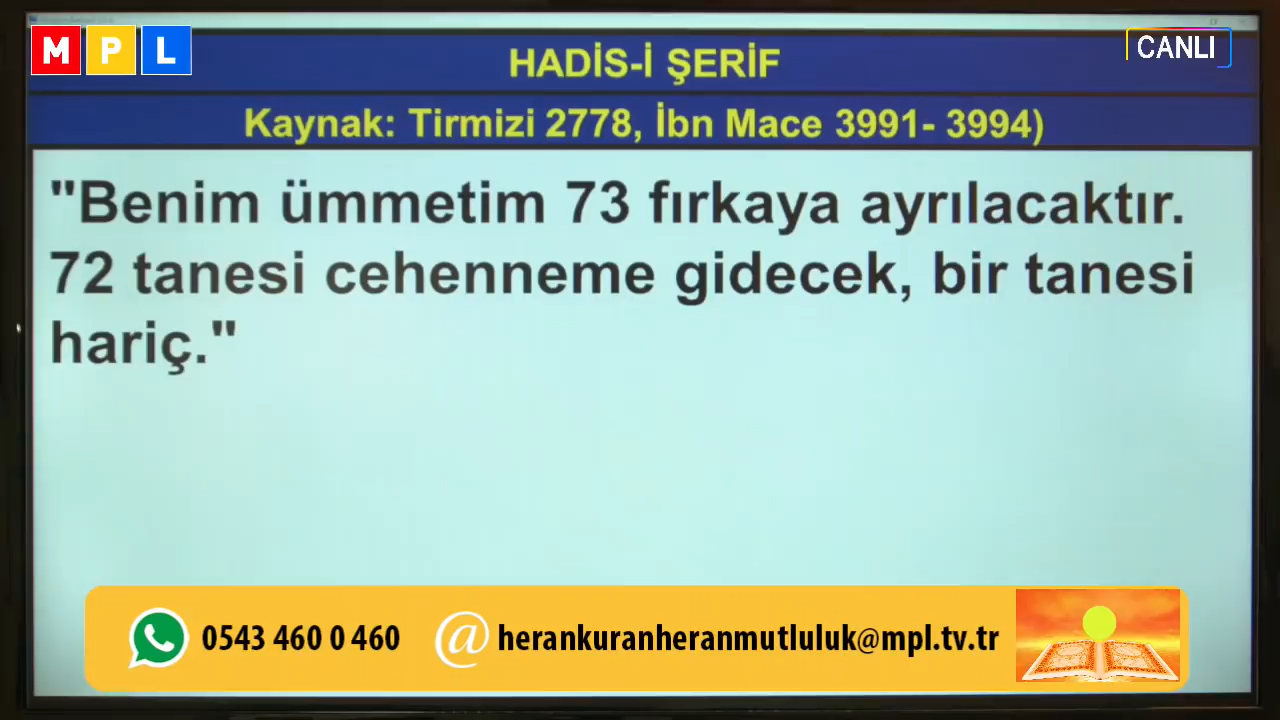 MPL
CANLI
HADİS-İ ŞERİF
Kaynak: Tirmizi 2778, İbn Mace 3991- 3994)
"Benim ümmetim 73 fırkaya ayrılacaktır.
72 tanesi cehenneme gidecek, bir tanesi
hariç."
0543 460 0 460
@ herankuranheranmutluluk@mpl.tv.tr